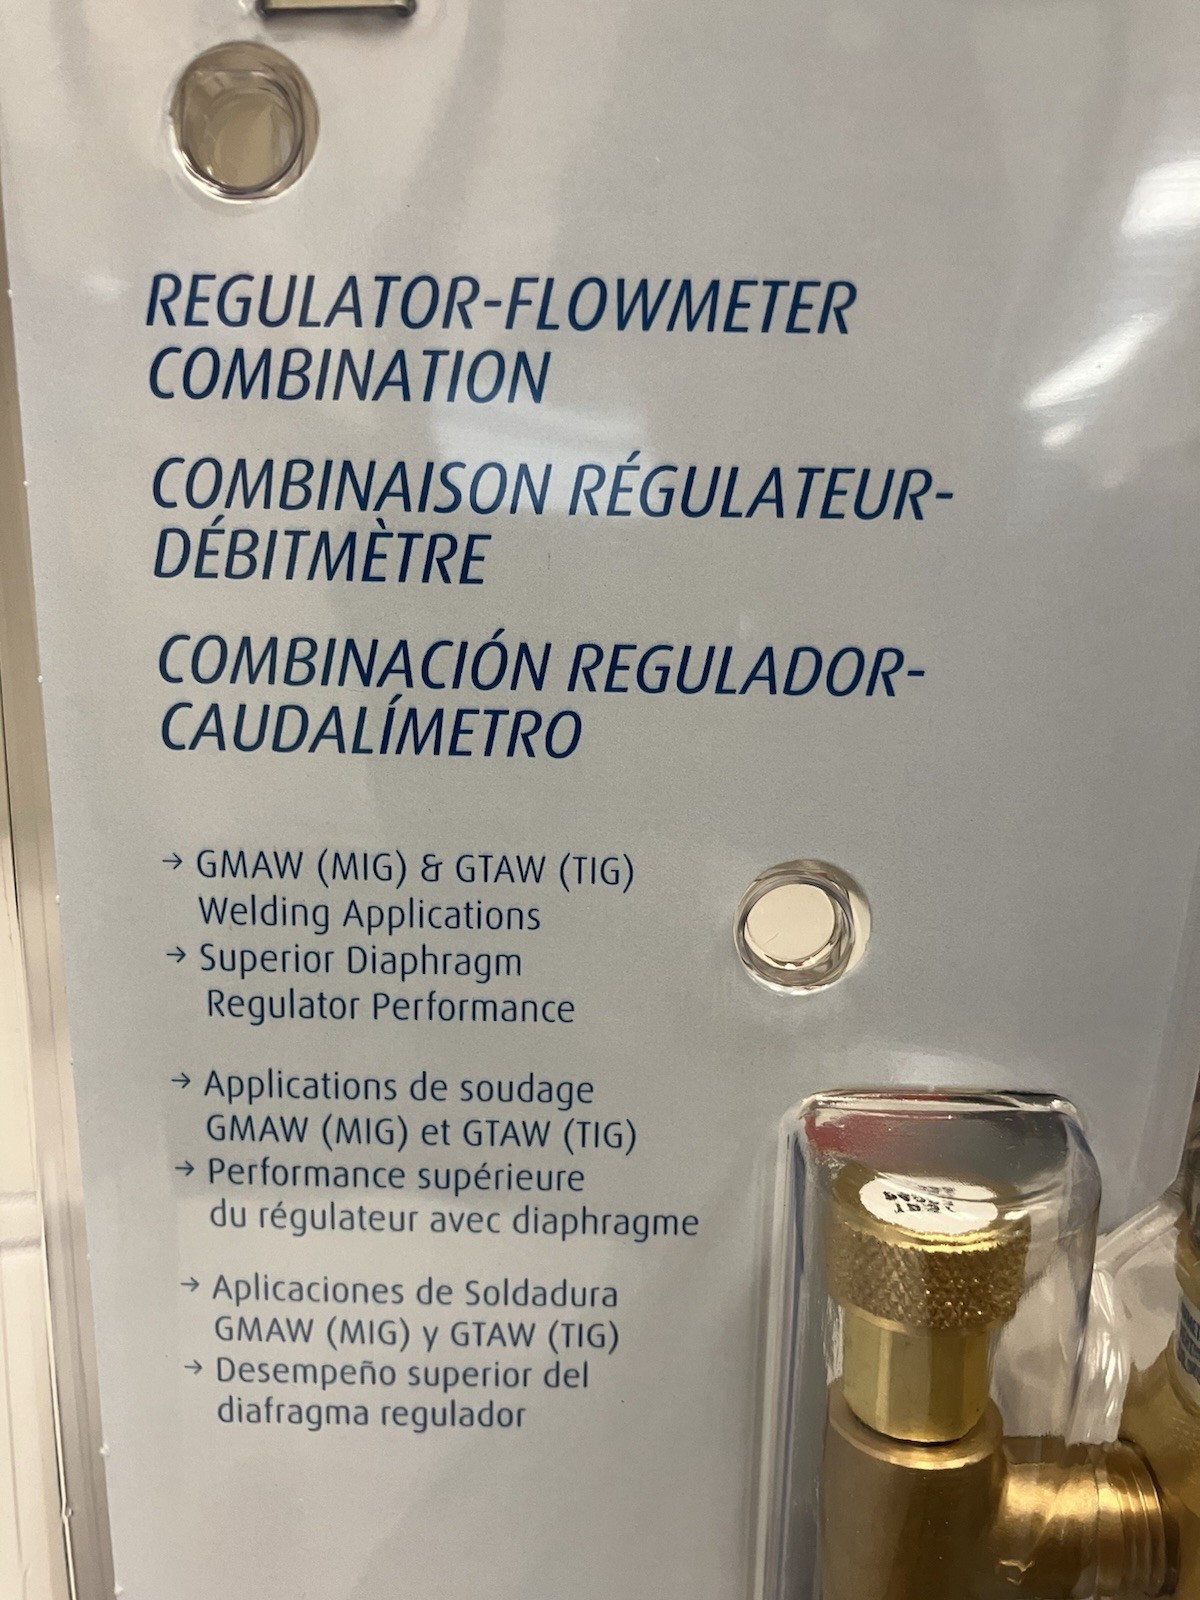 REGULATOR-FLOWMETER
COMBINATION
COMBINAISON RÉGULATEUR-
DÉBITMÈTRE
COMBINACIÓN REGULADOR-
CAUDALÍMETRO
→ GMAW (MIG) & GTAW (TIG)
Welding Applications
→ Superior Diaphragm
Regulator Performance
→ Applications de soudage
GMAW (MIG) et GTAW (TIG)
→ Performance supérieure
du régulateur avec diaphragme
→ Aplicaciones de Soldadura
GMAW (MIG) y GTAW (TIG)
→ Desempeño superior del
diafragma regulador